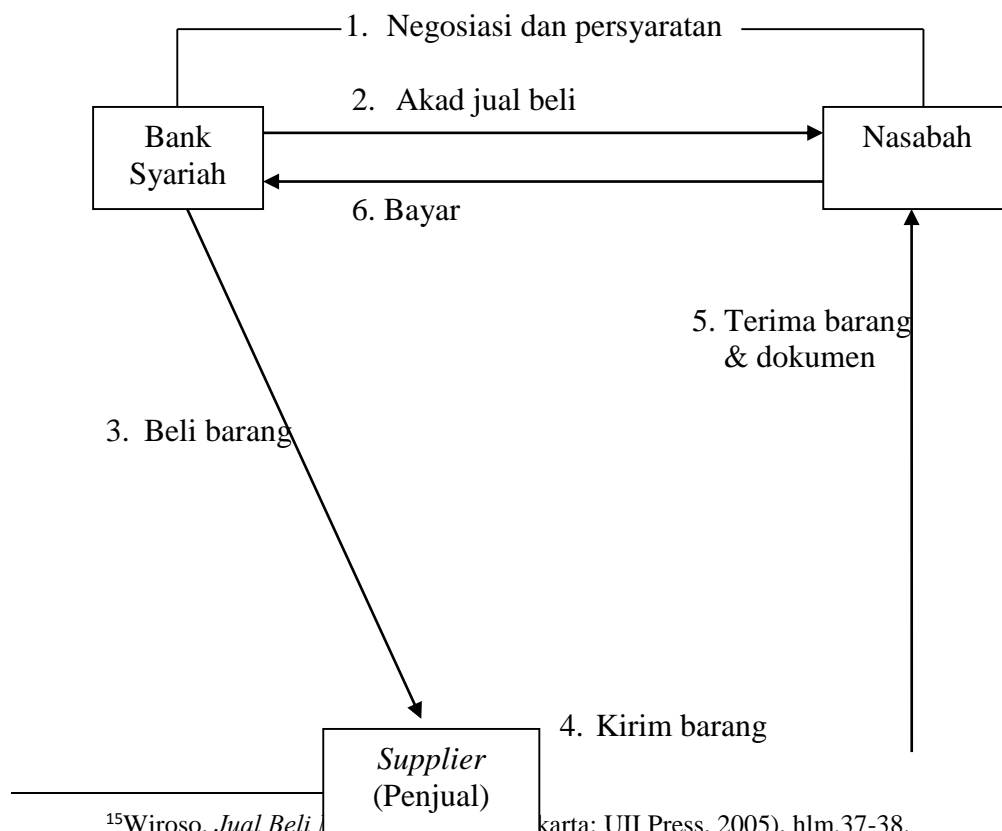 1. Negosiasi dan persyaratan
2. Akad jual beli
Bank
Syariah
Nasabah
6. Bayar
5. Terima barang
& dokumen
3. Beli barang
4. Kirim barang
Supplier
(Penjual)
15Wiroso, Jual Beli karta: UII Press, 2005), hlm.37-38.